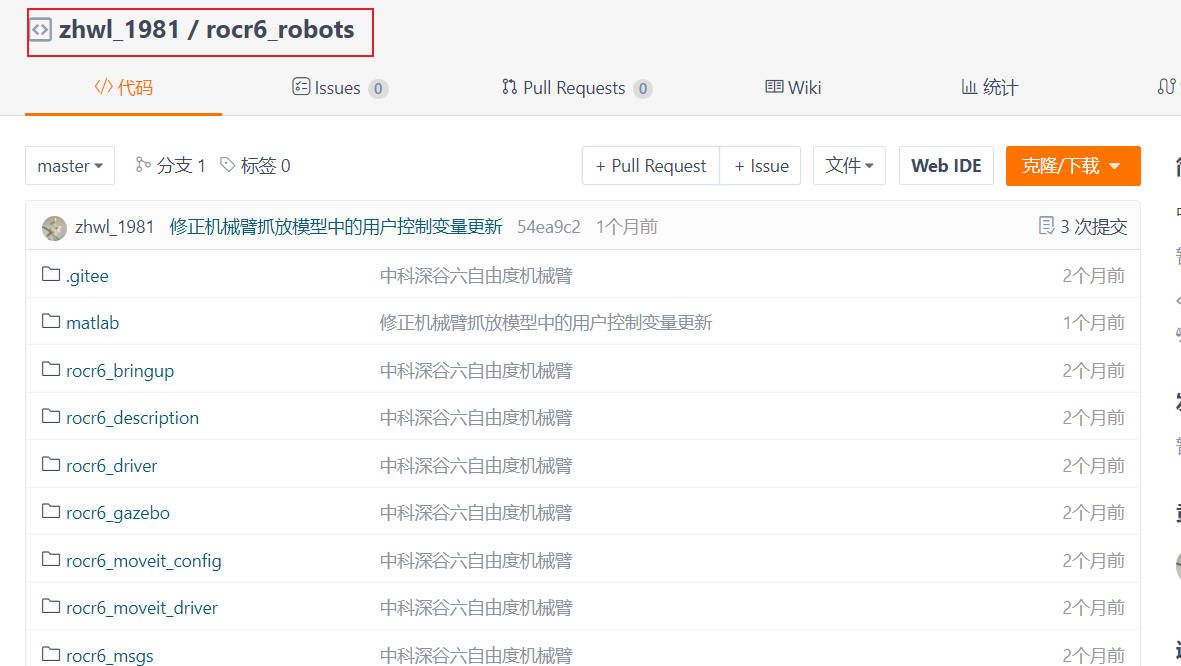 zhwl_1981 / rocr6_robots
代码 Issues 0 Pull Requests 0 Wiki 统计
master 分支 1 标签 0 + Pull Request + Issue 文件 Web IDE 克隆/下载
zhwl_1981 修正机械臂抓放模型中的用户控制变量更新 54ea9c2 1个月前 3 次提交
.gitee 中科深谷六自由度机械臂 2个月前
matlab 修正机械臂抓放模型中的用户控制变量更新 1个月前
rocr6_bringup 中科深谷六自由度机械臂 2个月前
rocr6_description 中科深谷六自由度机械臂 2个月前
rocr6_driver 中科深谷六自由度机械臂 2个月前
rocr6_gazebo 中科深谷六自由度机械臂 2个月前
rocr6_moveit_config 中科深谷六自由度机械臂 2个月前
rocr6_moveit_driver 中科深谷六自由度机械臂 2个月前
rocr6_msgs 中科深谷六自由度机械臂 2个月前